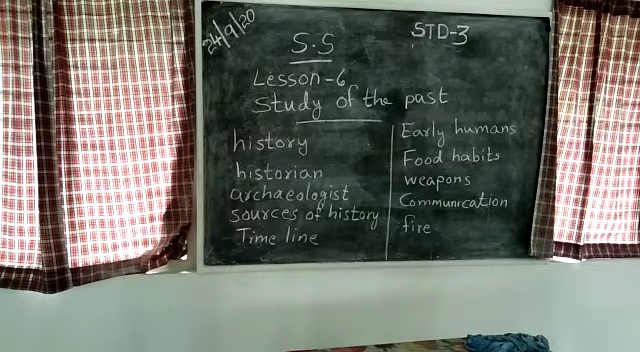 24/9/20
S.S
STD-3
Lesson-6
Study of the past
history
historian
archaeologist
sources of history
Time line
Early humans
Food habits
weapons
Communication
fire.